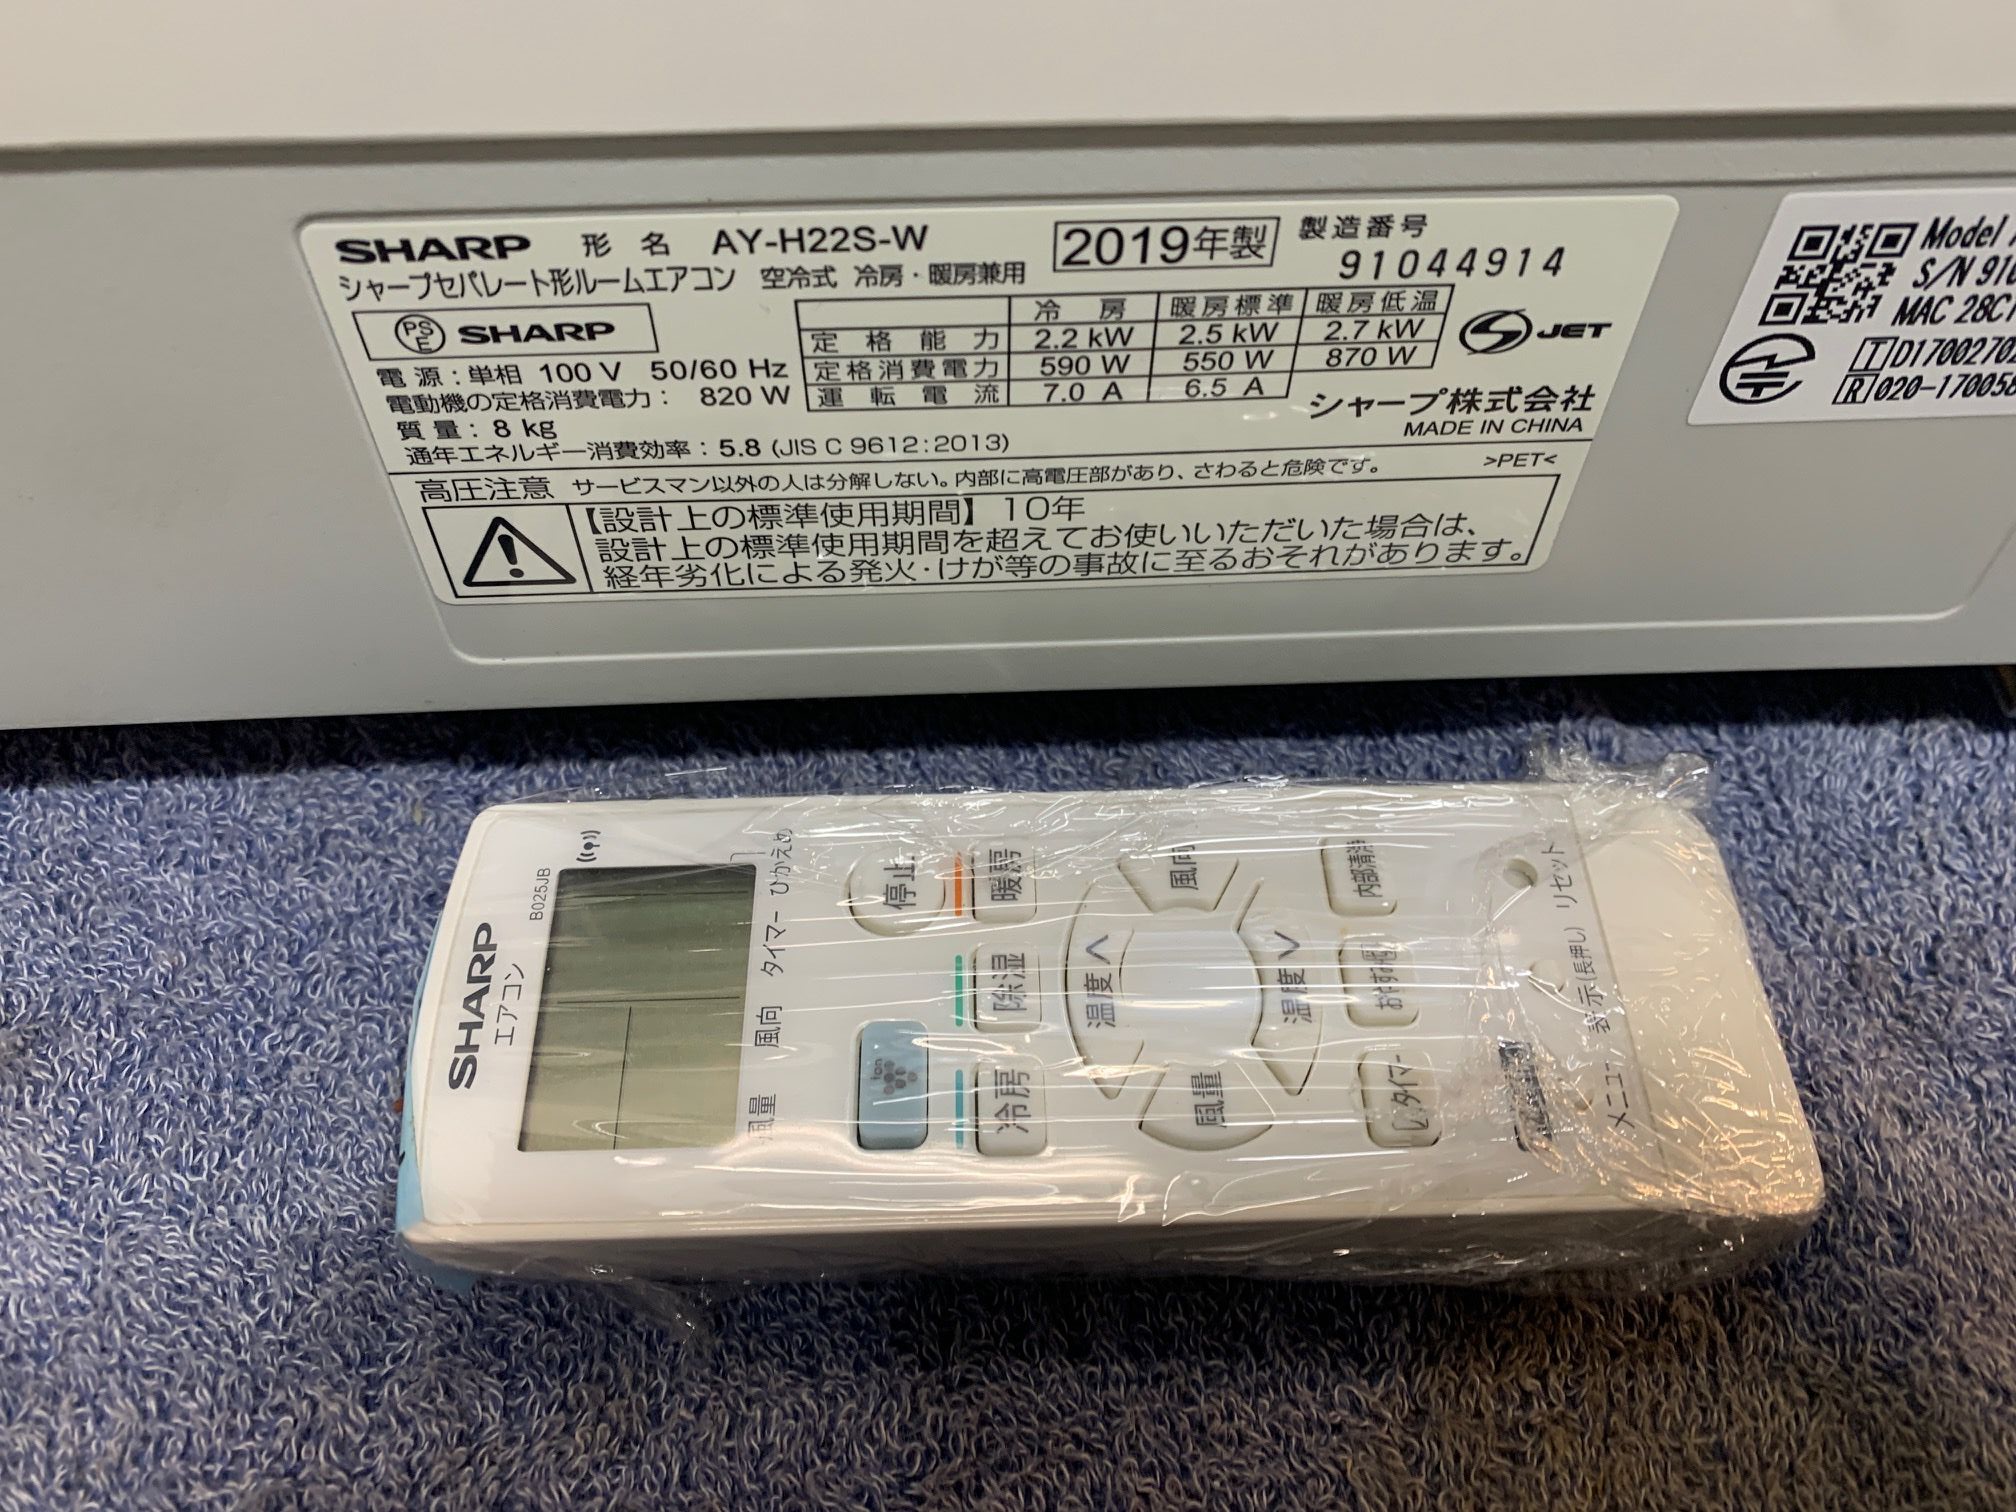 SHARP 形名 AY-H22S-W 2019年製 製造番号
91044914
シャープセパレート形ルームエアコン 空冷式 冷房・暖房兼用
PSE SHARP
冷房 暖房標準 暖房低温
定格能力 2.2 kW 2.5 kW 2.7 kW
定格消費電力 590 W 550 W 870 W
運転電流 7.0 A 6.5 A
JET
電源:単相 100 V 50/60 Hz
電動機の定格消費電力: 820 W
質量:8 kg
通年エネルギー消費効率:5.8 (JIS C 9612:2013)
シャープ株式会社
MADE IN CHINA
>PET<
高圧注意 サービスマン以外の人は分解しない。内部に高電圧部があり、さわると危険です。
【設計上の標準使用期間】 10年
設計上の標準使用期間を超えてお使いいただいた場合は、
経年劣化による発火・けが等の事故に至るおそれがあります。
Model
S/N
MAC
T
R
SHARP
エアコン
B025JB
風量 風向 タイマー ひかえめ
停止
ion
冷房 除湿 暖房
温度
風量 風向
温度
タイマー おやすみ 内部清浄
メニュー 表示(長押し) リセット